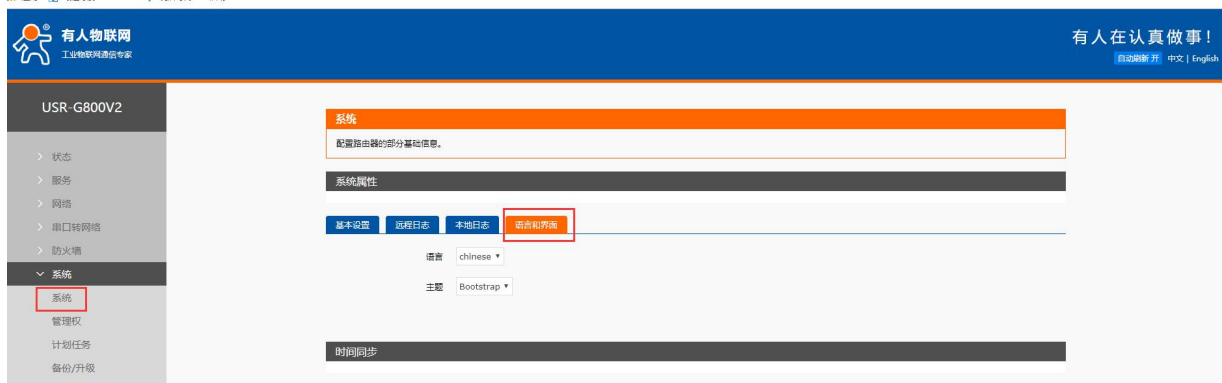 有人物联网
工业物联网通信专家
有人在认真做事!
自动刷新 开 中文 | English
USR-G800V2
状态
服务
网络
串口转网络
防火墙
系统
系统
管理权
计划任务
备份/升级
系统
配置路由器的部分基础信息。
系统属性
基本设置 远程日志 本地日志 语言和界面
语言 chinese
主题 Bootstrap
时间同步